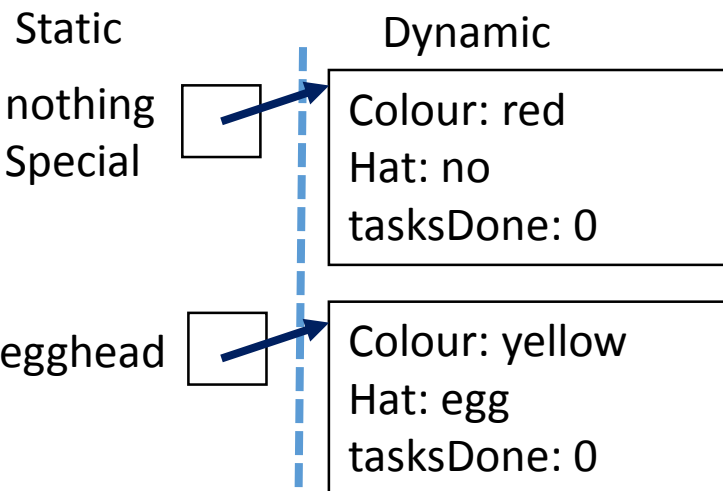 Static
Dynamic
nothing
Special
Colour: red
Hat: no
tasksDone: 0
egghead
Colour: yellow
Hat: egg
tasksDone: 0